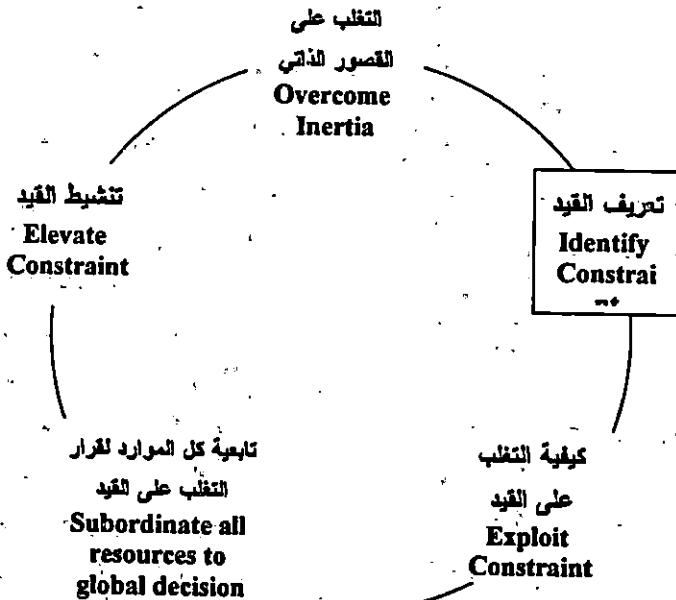 التغلب على
القصور الذاتي
Overcome
Inertia
تعريف القيد
Identify
Constrai
كيفية التغلب
على القيد
Exploit
Constraint
تابعية كل الموارد لقرار
التغلب على القيد
Subordinate all
resources to
global decision
تنشيط القيد
Elevate
Constraint